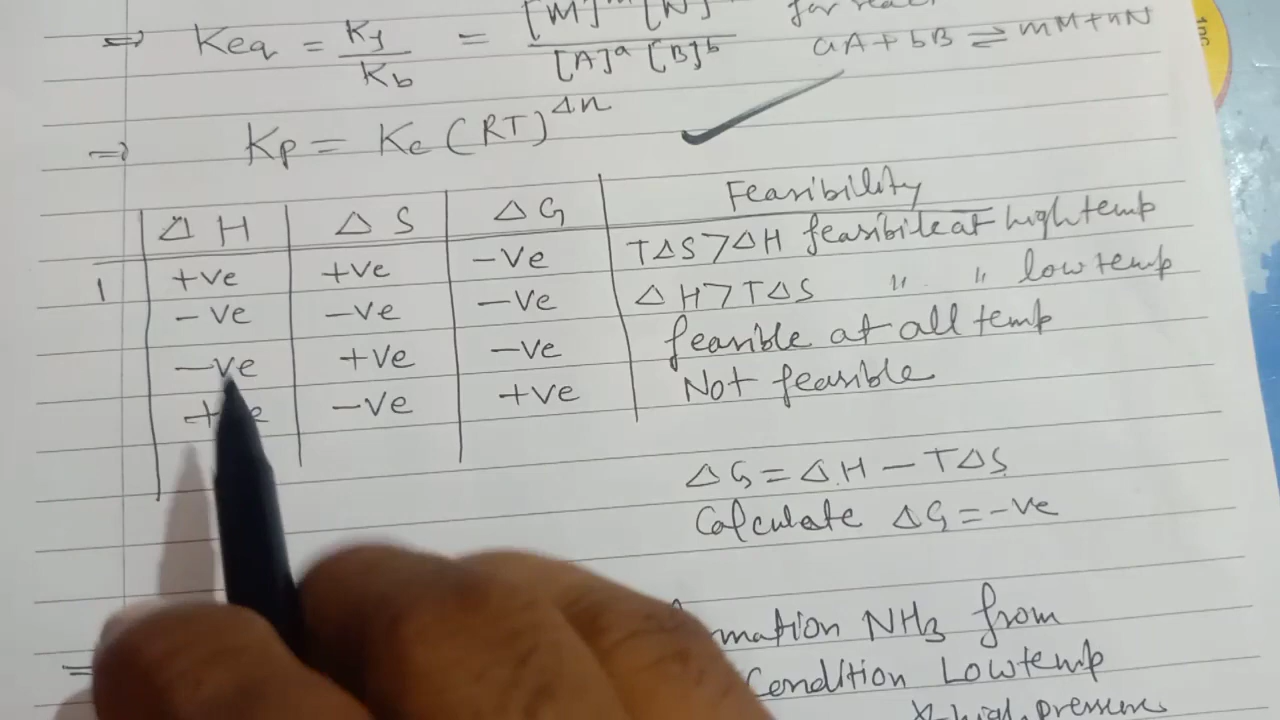 ⇒ Keq = Kf/Kb = [M]ᵐ[N]/[A]ᵃ[B]ᵇ for
aA + bB ⇌ mM + nN
⇒ Kp = Kc (RT)^Δn
ΔH ΔS ΔG Feasibility
1 +ve +ve -ve TΔS > ΔH feasibile at high temp
-ve -ve -ve ΔH > TΔS " " low temp
-ve +ve -ve feasible at all temp
-ve +ve Not feasible
ΔG = ΔH - TΔS
Calculate ΔG = -ve
NH3 from
Condition Low temp
high pressure